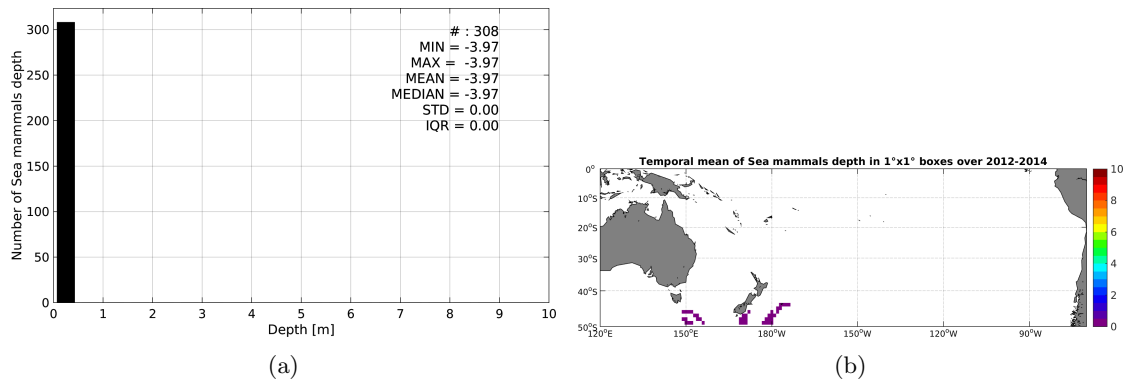 Number of Sea mammals depth
300
250
200
150
100
50
0
# : 308
MIN = -3.97
MAX = -3.97
MEAN = -3.97
MEDIAN = -3.97
STD = 0.00
IQR = 0.00
0 1 2 3 4 5 6 7 8 9 10
Depth [m]
(a)
Temporal mean of Sea mammals depth in 1°x1° boxes over 2012-2014
0°
10°S
20°S
30°S
40°S
50°S
120°E 150°E 180°W 150°W 120°W 90°W
10
8
6
4
2
0
(b)